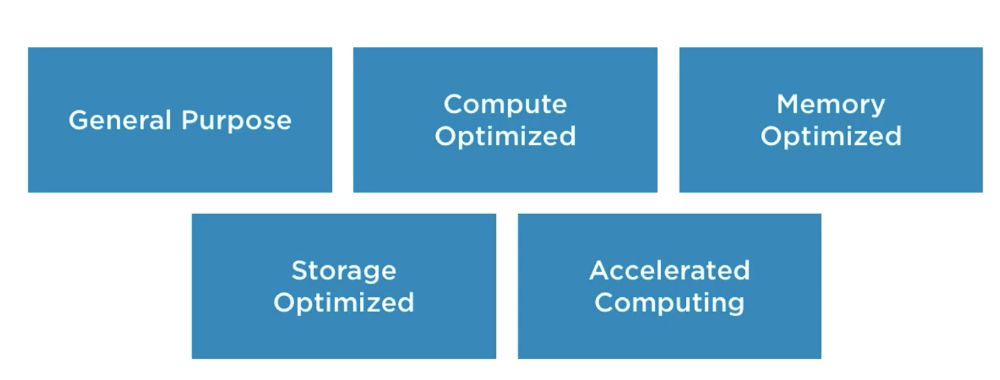 General Purpose
Compute
Optimized
Memory
Optimized
Storage
Optimized
Accelerated
Computing